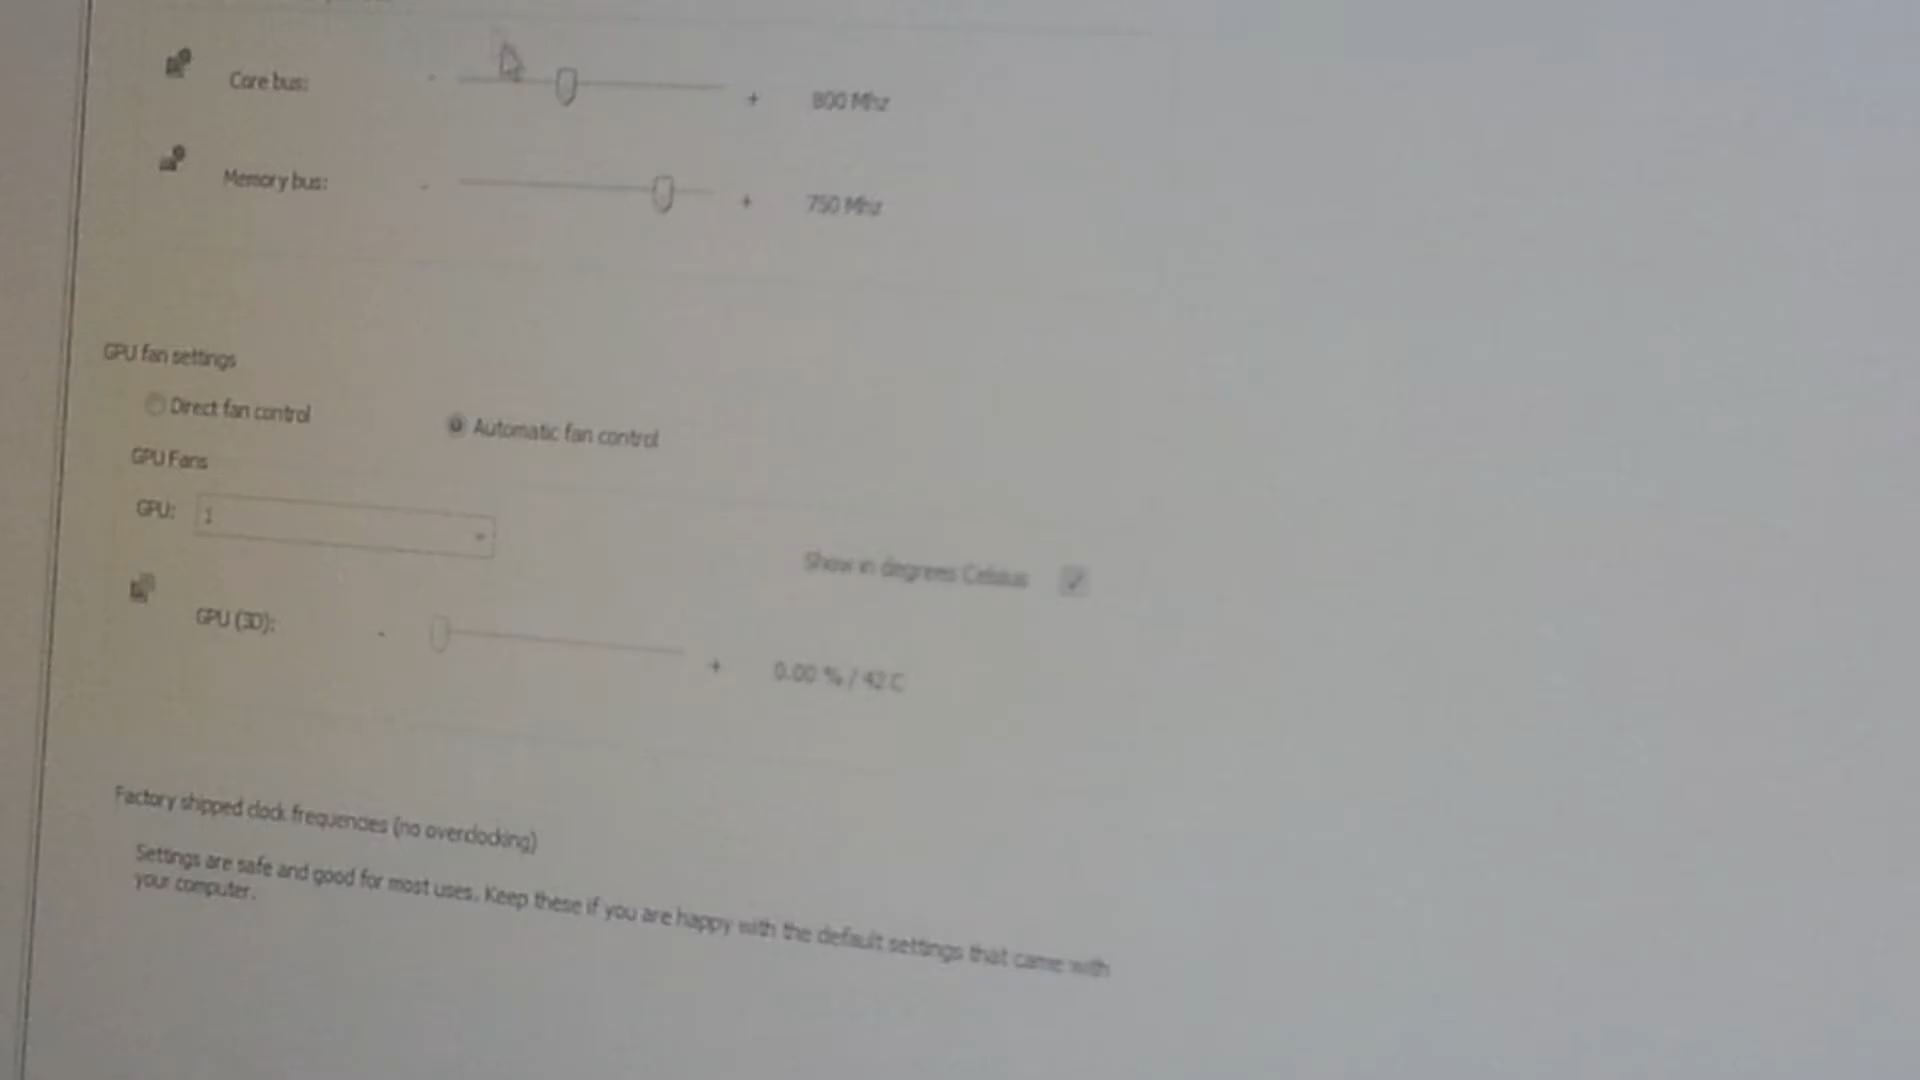 Core bus: - + 800 Mhz
Memory bus: - + 750 Mhz
GPU fan settings
Direct fan control Automatic fan control
GPU Fans
GPU: 1
Show in degrees Celsius
GPU (3D): - + 0.00 % / 42 C
Factory shipped clock frequencies (no overclocking)
Settings are safe and good for most uses. Keep these if you are happy with the default settings that came with
your computer.